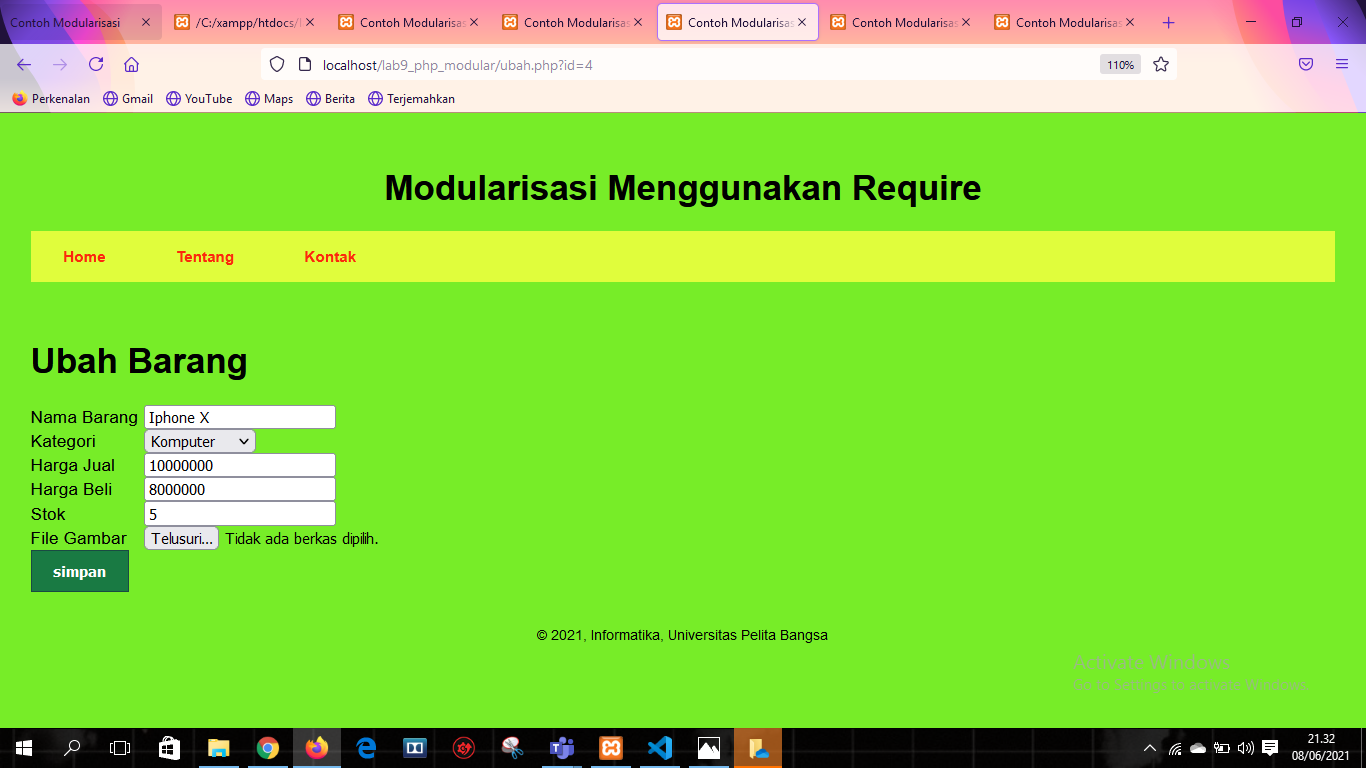 Contoh Modularisasi
/C:/xampp/htdocs/
Contoh Modularisas
Contoh Modularisas
Contoh Modularisas
Contoh Modularisas
Contoh Modularisas
localhost/lab9_php_modular/ubah.php?id=4
110%
Perkenalan
Gmail
YouTube
Maps
Berita
Terjemahkan
Modularisasi Menggunakan Require
Home
Tentang
Kontak
Ubah Barang
Nama Barang Iphone X
Kategori Komputer
Harga Jual 10000000
Harga Beli 8000000
Stok 5
File Gambar Telusuri... Tidak ada berkas dipilih.
simpan
© 2021, Informatika, Universitas Pelita Bangsa
Activate Windows
Go to Settings to activate Windows.
21.32
08/06/2021